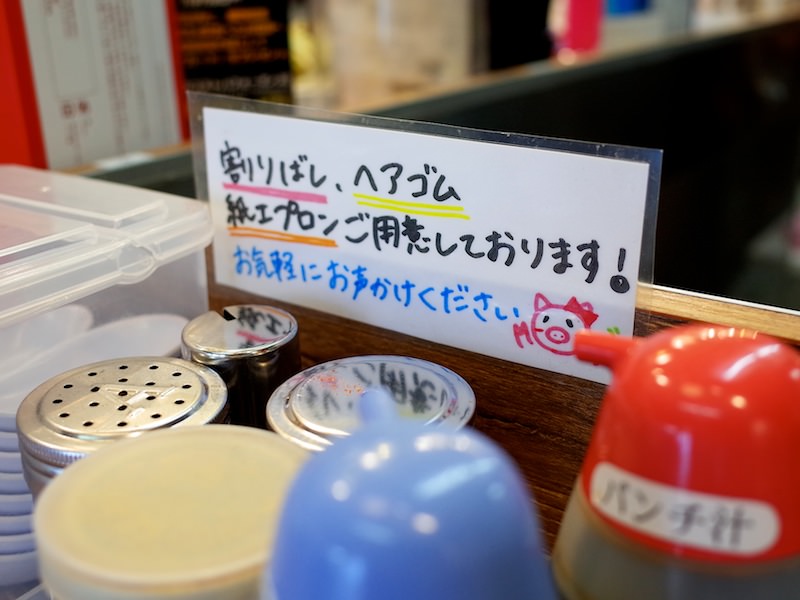 割りばし、ヘアゴム
紙エプロンご用意しております!
お気軽にお声かけください
パンチ汁